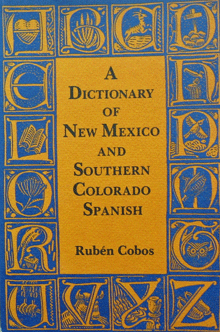 A
DICTIONARY
OF
NEW MEXICO
AND
SOUTHERN
COLORADO
SPANISH
Rubén Cobos